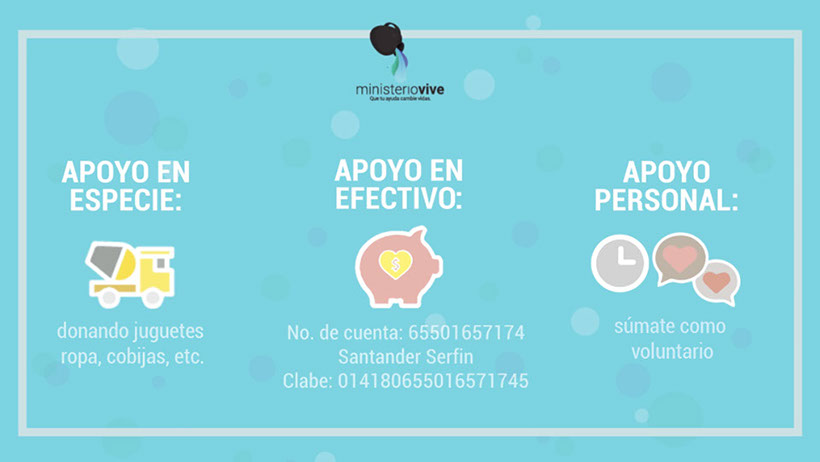 ministeriovive
Que tu ayuda cambie vidas.
APOYO EN
ESPECIE:
donando juguetes
ropa, cobijas, etc.
APOYO EN
EFECTIVO:
$
No. de cuenta: 65501657174
Santander Serfin
Clabe: 014180655016571745
APOYO
PERSONAL:
súmate como
voluntario